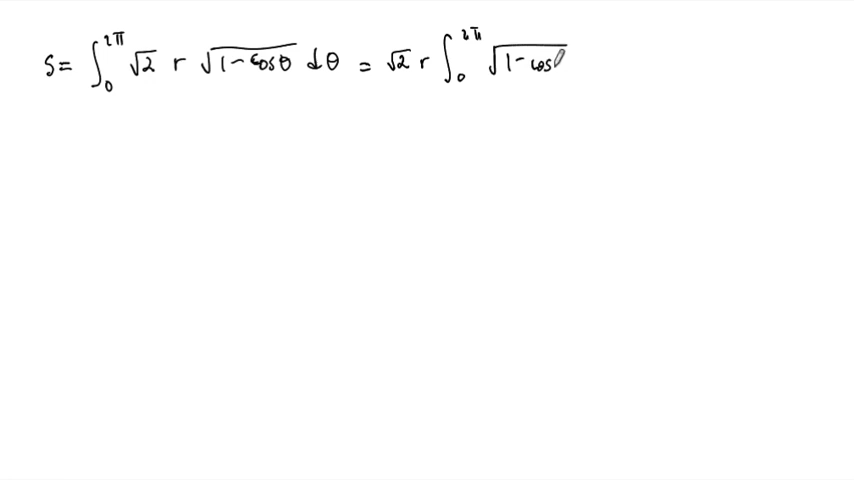 S = ∫₀^{2π} √2 r √(1 - cosθ) dθ = √2 r ∫₀^{2π} √(1 - cosθ